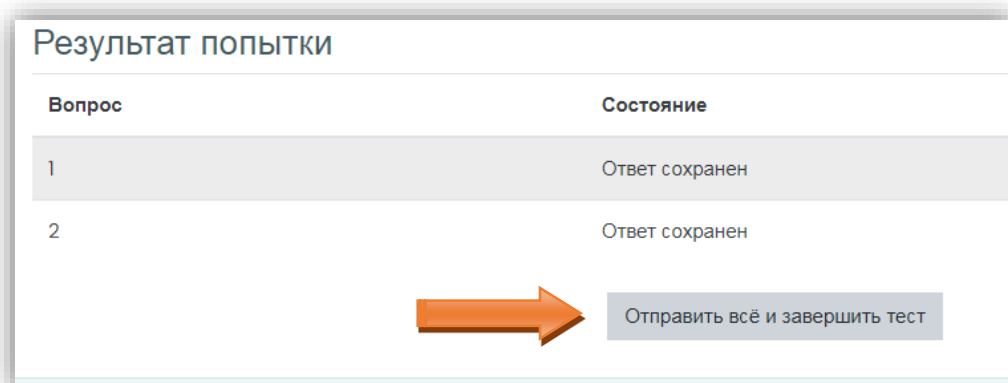 Результат попытки
Вопрос Состояние
1 Ответ сохранен
2 Ответ сохранен
Отправить всё и завершить тест